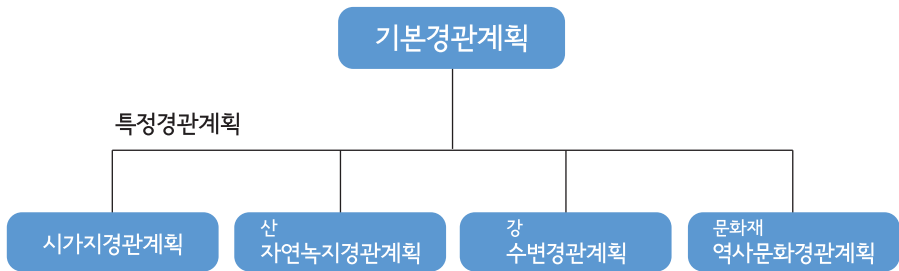 기본경관계획
특정경관계획
시가지경관계획
산
자연녹지경관계획
강
수변경관계획
문화재
역사문화경관계획